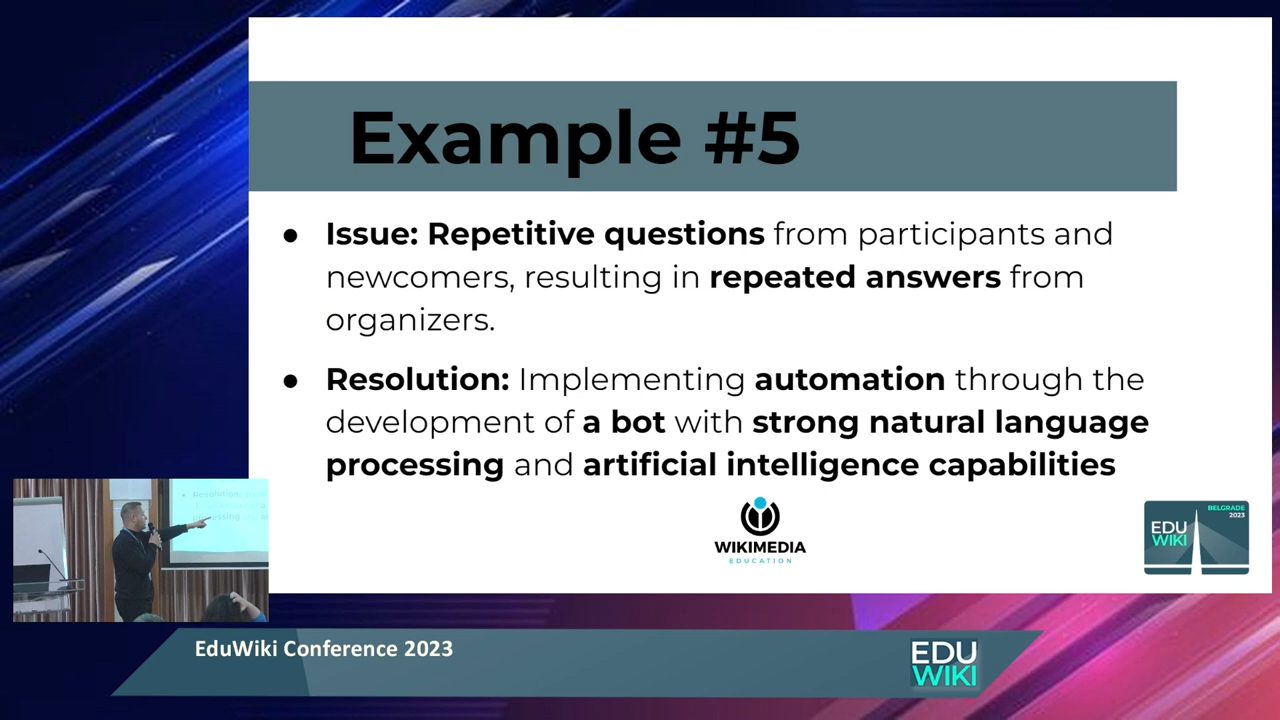 Example #5
● Issue: Repetitive questions from participants and
newcomers, resulting in repeated answers from
organizers.
● Resolution: Implementing automation through the
development of a bot with strong natural language
processing and artificial intelligence capabilities
WIKIMEDIA
EDUCATION
BELGRADE
2023
EDU
WIKI
Resolution:
processing
EduWiki Conference 2023
EDU
WIKI